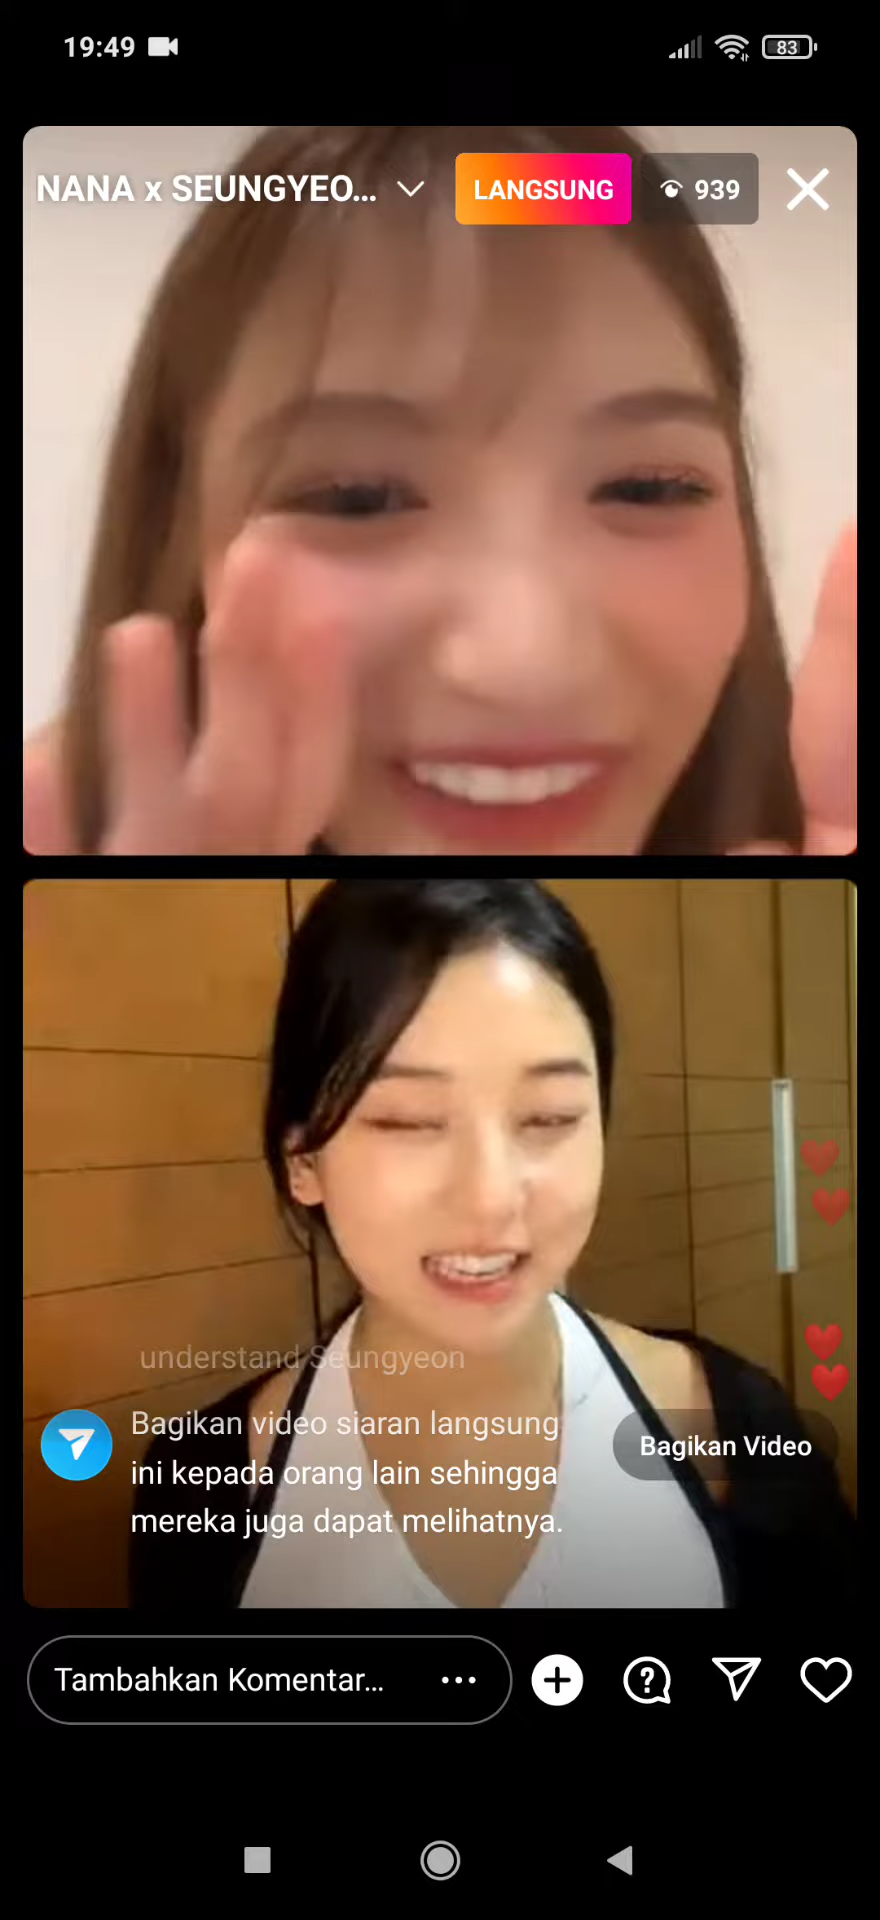 19:49
83
NANA x SEUNGYEO...
LANGSUNG
939
understand Seungyeon
Bagikan video siaran langsung
ini kepada orang lain sehingga
mereka juga dapat melihatnya.
Bagikan Video
Tambahkan Komentar...